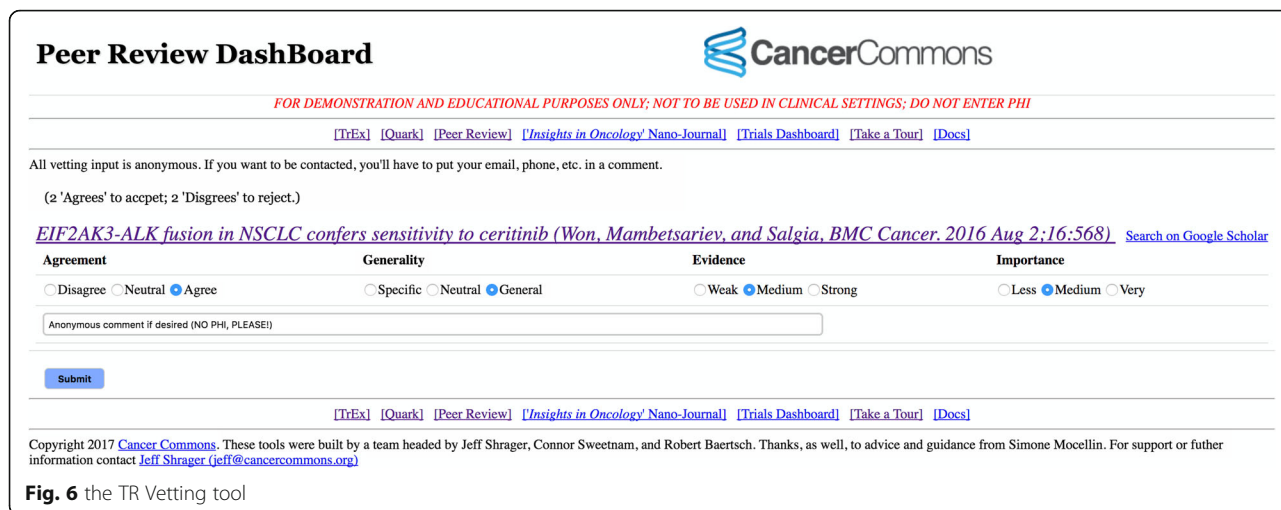 Peer Review DashBoard
CancerCommons
FOR DEMONSTRATION AND EDUCATIONAL PURPOSES ONLY; NOT TO BE USED IN CLINICAL SETTINGS; DO NOT ENTER PHI
[TrEx] [Quark] [Peer Review] ['Insights in Oncology' Nano-Journal] [Trials Dashboard] [Take a Tour] [Docs]
All vetting input is anonymous. If you want to be contacted, you'll have to put your email, phone, etc. in a comment.
(2 'Agrees' to accpet; 2 'Disgrees' to reject.)
EIF2AK3-ALK fusion in NSCLC confers sensitivity to ceritinib (Won, Mambetsariev, and Salgia, BMC Cancer. 2016 Aug 2;16:568) Search on Google Scholar
Agreement Generality Evidence Importance
Disagree Neutral Agree Specific Neutral General Weak Medium Strong Less Medium Very
Anonymous comment if desired (NO PHI, PLEASE!)
Submit
[TrEx] [Quark] [Peer Review] ['Insights in Oncology' Nano-Journal] [Trials Dashboard] [Take a Tour] [Docs]
Copyright 2017 Cancer Commons. These tools were built by a team headed by Jeff Shrager, Connor Sweetnam, and Robert Baertsch. Thanks, as well, to advice and guidance from Simone Mocellin. For support or futher
information contact Jeff Shrager (jeff@cancercommons.org)
Fig. 6 the TR Vetting tool